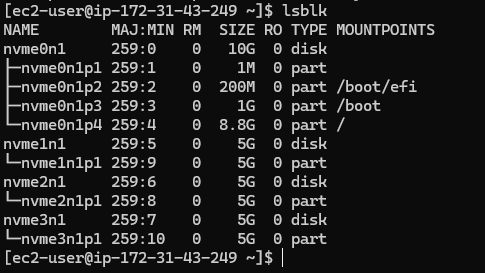 [ec2-user@ip-172-31-43-249 ~]$ lsblk
NAME        MAJ:MIN RM  SIZE RO TYPE MOUNTPOINTS
nvme0n1     259:0    0   10G  0 disk
├─nvme0n1p1 259:1    0    1M  0 part
├─nvme0n1p2 259:2    0  200M  0 part /boot/efi
├─nvme0n1p3 259:3    0    1G  0 part /boot
└─nvme0n1p4 259:4    0  8.8G  0 part /
nvme1n1     259:5    0    5G  0 disk
└─nvme1n1p1 259:9    0    5G  0 part
nvme2n1     259:6    0    5G  0 disk
└─nvme2n1p1 259:8    0    5G  0 part
nvme3n1     259:7    0    5G  0 disk
└─nvme3n1p1 259:10   0    5G  0 part
[ec2-user@ip-172-31-43-249 ~]$